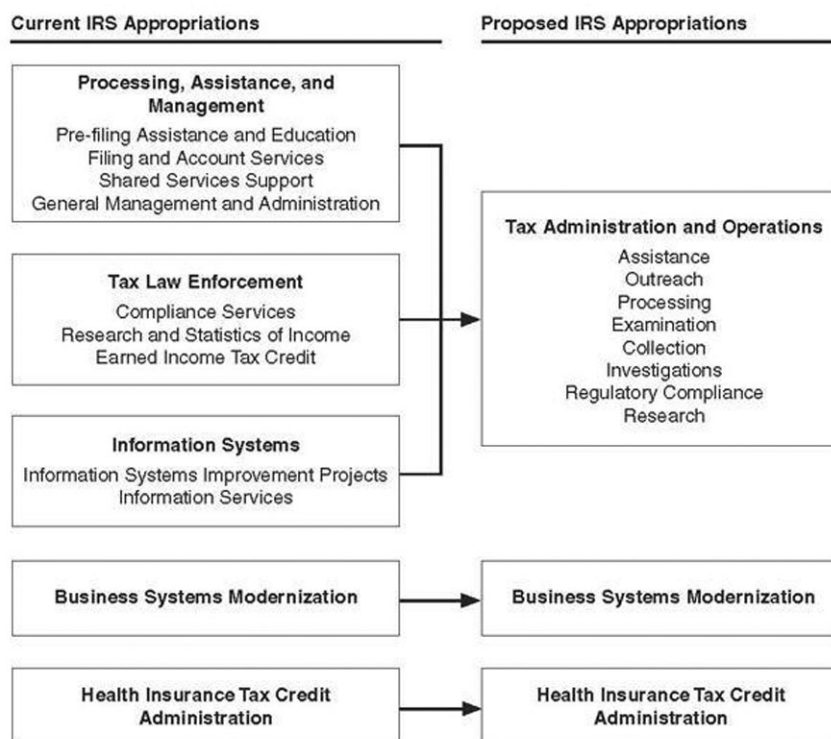 Current IRS Appropriations
Proposed IRS Appropriations
Processing, Assistance, and
Management
Pre-filing Assistance and Education
Filing and Account Services
Shared Services Support
General Management and Administration
Tax Law Enforcement
Compliance Services
Research and Statistics of Income
Earned Income Tax Credit
Information Systems
Information Systems Improvement Projects
Information Services
Tax Administration and Operations
Assistance
Outreach
Processing
Examination
Collection
Investigations
Regulatory Compliance
Research
Business Systems Modernization
Business Systems Modernization
Health Insurance Tax Credit
Administration
Health Insurance Tax Credit
Administration